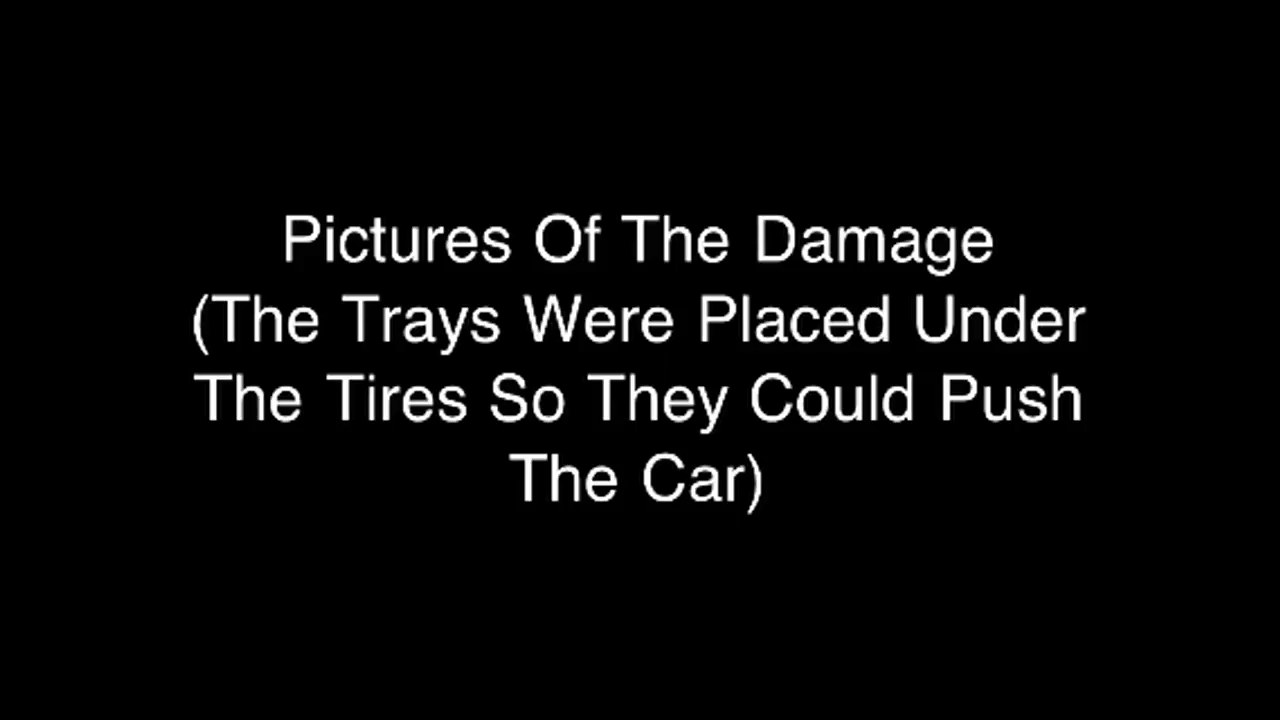 Pictures Of The Damage
(The Trays Were Placed Under
The Tires So They Could Push
The Car)